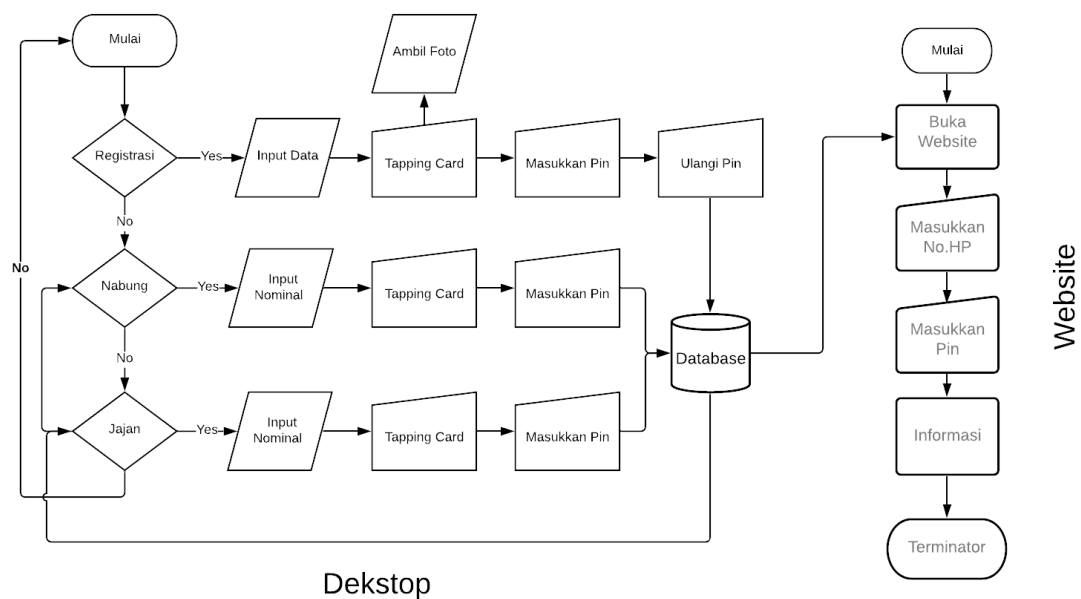 Mulai
Ambil Foto
Registrasi
Yes
Input Data
Tapping Card
Masukkan Pin
Ulangi Pin
No
No
Nabung
Yes
Input
Nominal
Tapping Card
Masukkan Pin
Database
No
Jajan
Yes
Input
Nominal
Tapping Card
Masukkan Pin
Dekstop
Mulai
Buka
Website
Masukkan
No.HP
Masukkan
Pin
Informasi
Terminator
Website